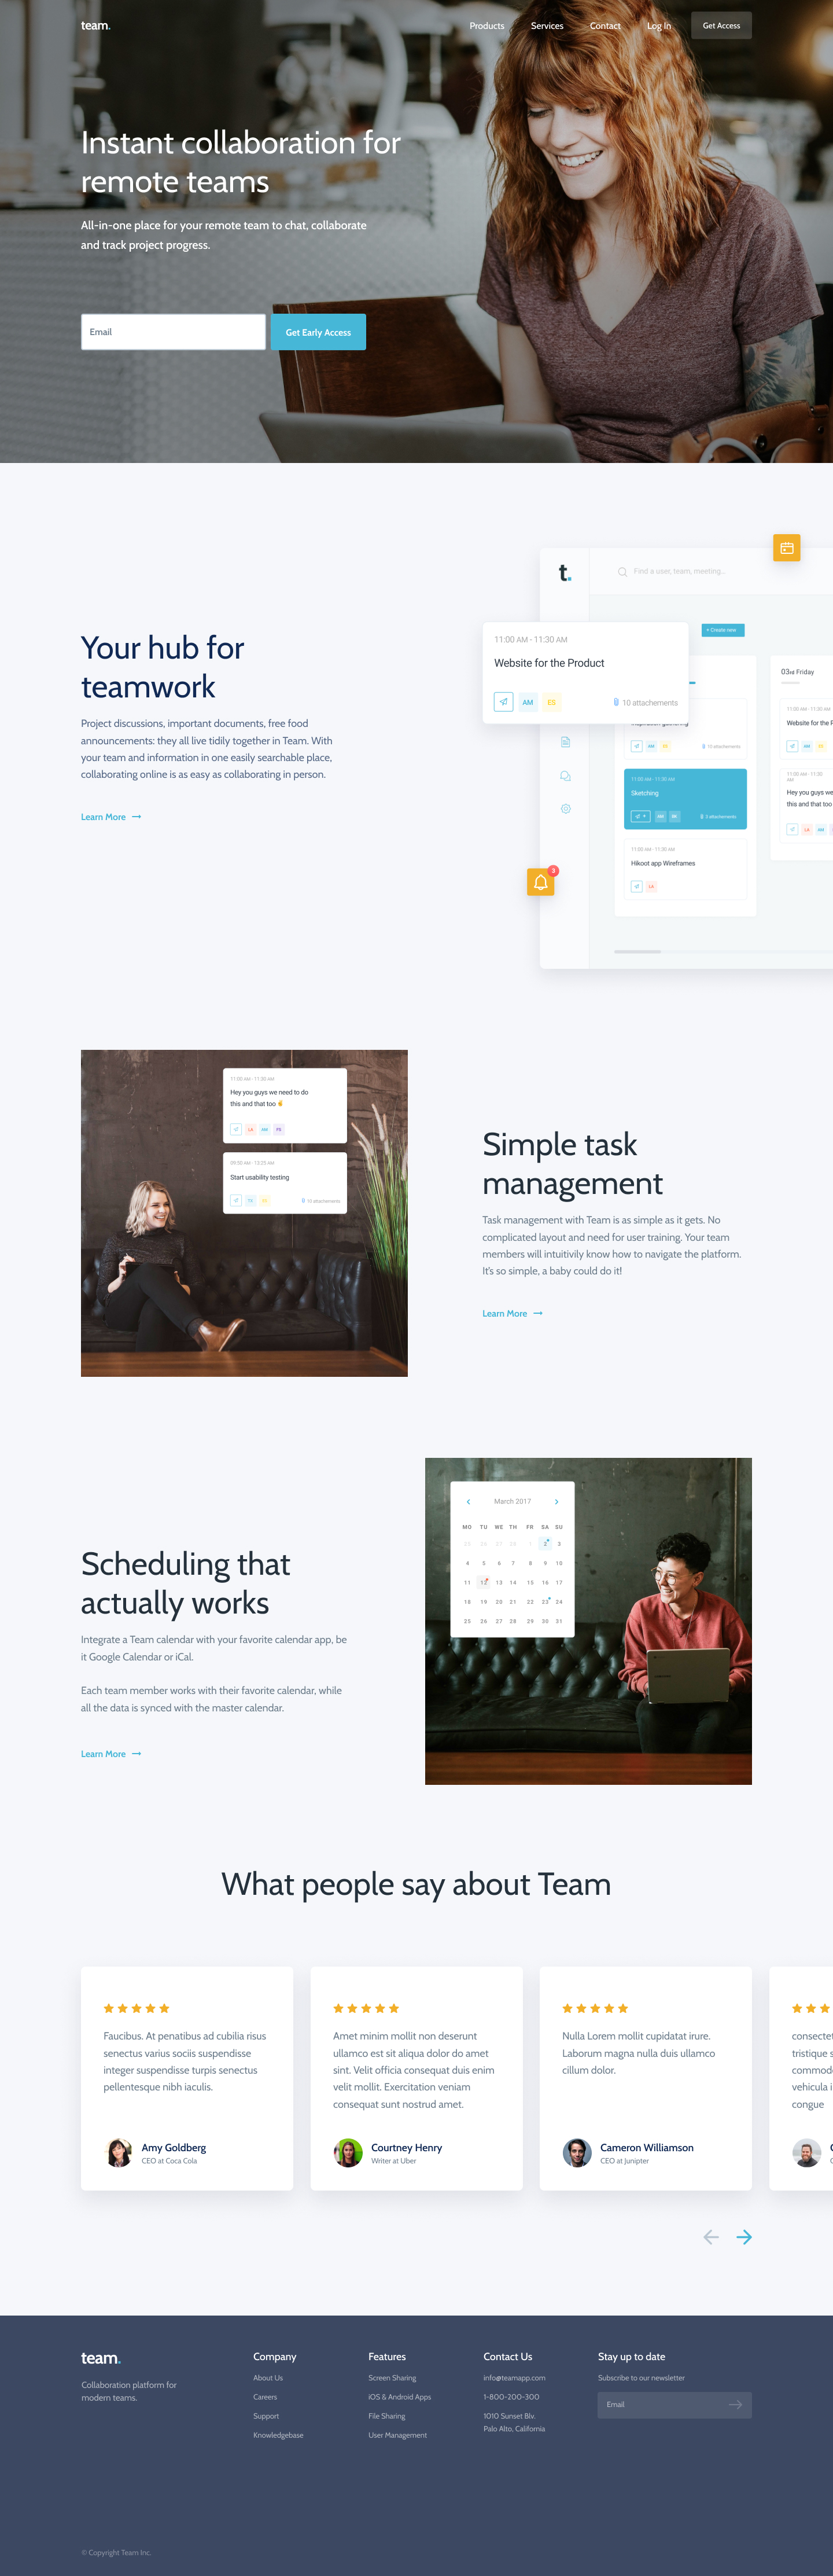 team.
Products
Services
Contact
Log In
Get Access
Instant collaboration for
remote teams
All-in-one place for your remote team to chat, collaborate
and track project progress.
Email
Get Early Access
Your hub for
teamwork
Project discussions, important documents, free food
announcements: they all live tidily together in Team. With
your team and information in one easily searchable place,
collaborating online is as easy as collaborating in person.
Learn More
t.
Find a user, team, meeting...
+ Create new
11:00 AM - 11:30 AM
Website for the Product
AM
ES
10 attachements
Inspiration gathering
AM
ES
10 attachements
11:00 AM - 11:30 AM
Sketching
AM
3 attachements
11:00 AM - 11:30 AM
Hikoot app Wireframes
LA
03rd Friday
11:00 AM - 11:30 AM
Website for the P
AM
ES
11:00 AM - 11:30
AM
Hey you guys we
this and that too
LA
AM
3
Simple task
management
Task management with Team is as simple as it gets. No
complicated layout and need for user training. Your team
members will intuitivily know how to navigate the platform.
It's so simple, a baby could do it!
Learn More
11:00 AM - 11:30 AM
Hey you guys we need to do
this and that too
LA
AM
FS
09:30 AM - 13:25 AM
Start usability testing
ES
10 attachements
Scheduling that
actually works
Integrate a Team calendar with your favorite calendar app, be
it Google Calendar or iCal.
Each team member works with their favorite calendar, while
all the data is synced with the master calendar.
Learn More
March 2017
MO TU WE TH FR SA SU
25 26 27 28 1 2 3
4 5 6 7 8 9 10
11 12 13 14 15 16 17
18 19 20 21 22 23 24
25 26 27 28 29 30 31
What people say about Team
Faucibus. At penatibus ad cubilia risus
senectus varius sociis suspendisse
integer suspendisse turpis senectus
pellentesque nibh iaculis.
Amy Goldberg
CEO at Coca Cola
Amet minim mollit non deserunt
ullamco est sit aliqua dolor do amet
sint. Velit officia consequat duis enim
velit mollit. Exercitation veniam
consequat sunt nostrud amet.
Courtney Henry
Writer at Uber
Nulla Lorem mollit cupidatat irure.
Laborum magna nulla duis ullamco
cillum dolor.
Cameron Williamson
CEO at Junipter
consectet
tristique s
commodo
vehicula i
congue
team.
Collaboration platform for
modern teams.
Company
About Us
Careers
Support
Knowledgebase
Features
Screen Sharing
iOS & Android Apps
File Sharing
User Management
Contact Us
info@teamapp.com
1-800-200-300
1010 Sunset Blv.
Palo Alto, California
Stay up to date
Subscribe to our newsletter
Email
© Copyright Team Inc.